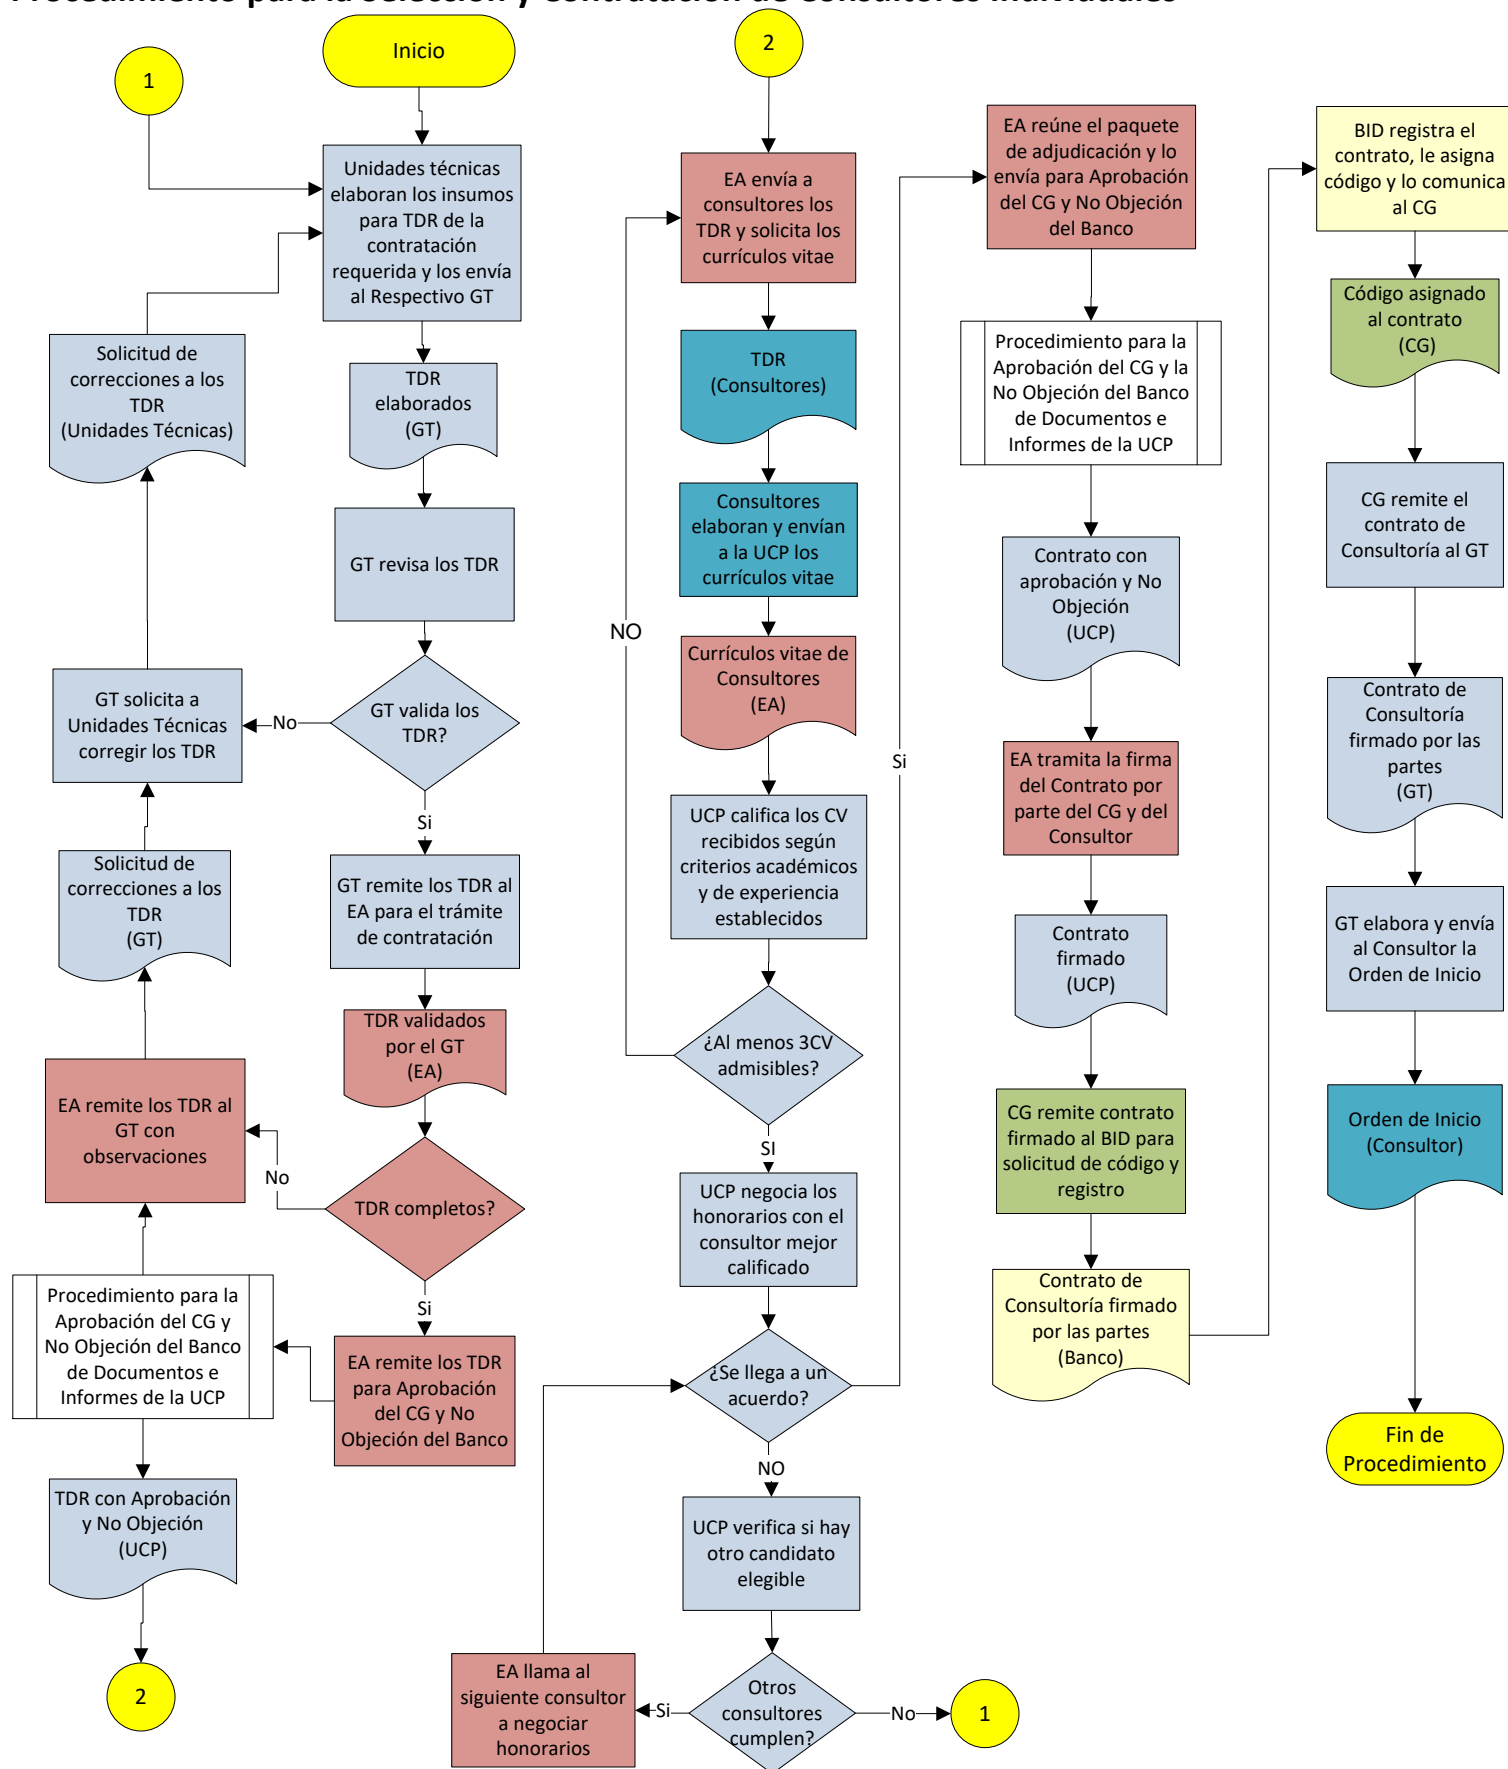 Procedimiento para la Selección y Contratación de Consultores Individuales
1
Inicio
Unidades técnicas
elaboran los insumos
para TDR de la
contratación
requerida y los envía
al Respectivo GT
Solicitud de
correcciones a los
TDR
(Unidades Técnicas)
TDR
elaborados
(GT)
GT revisa los TDR
GT solicita a
Unidades Técnicas
corregir los TDR
No
GT valida los
TDR?
Si
Solicitud de
correcciones a los
TDR
(GT)
GT remite los TDR al
EA para el trámite
de contratación
TDR validados
por el GT
(EA)
EA remite los TDR al
GT con
observaciones
No
TDR completos?
Si
Procedimiento para la
Aprobación del CG y
No Objeción del Banco
de Documentos e
Informes de la UCP
EA remite los TDR
para Aprobación
del CG y No
Objeción del Banco
TDR con Aprobación
y No Objeción
(UCP)
2
2
EA envía a
consultores los
TDR y solicita los
currículos vitae
TDR
(Consultores)
Consultores
elaboran y envían
a la UCP los
currículos vitae
NO
Currículos vitae de
Consultores
(EA)
UCP califica los CV
recibidos según
criterios académicos
y de experiencia
establecidos
¿Al menos 3CV
admisibles?
SI
UCP negocia los
honorarios con el
consultor mejor
calificado
¿Se llega a un
acuerdo?
NO
UCP verifica si hay
otro candidato
elegible
EA llama al
siguiente consultor
a negociar
honorarios
Si
Otros
consultores
cumplen?
No
1
Si
EA reúne el paquete
de adjudicación y lo
envía para Aprobación
del CG y No Objeción
del Banco
Procedimiento para la
Aprobación del CG y la
No Objeción del Banco
de Documentos e
Informes de la UCP
Contrato con
aprobación y No
Objeción
(UCP)
EA tramita la firma
del Contrato por
parte del CG y del
Consultor
Contrato
firmado
(UCP)
CG remite contrato
firmado al BID para
solicitud de código y
registro
Contrato de
Consultoría firmado
por las partes
(Banco)
BID registra el
contrato, le asigna
código y lo comunica
al CG
Código asignado
al contrato
(CG)
CG remite el
contrato de
Consultoría al GT
Contrato de
Consultoría
firmado por las
partes
(GT)
GT elabora y envía
al Consultor la
Orden de Inicio
Orden de Inicio
(Consultor)
Fin de
Procedimiento